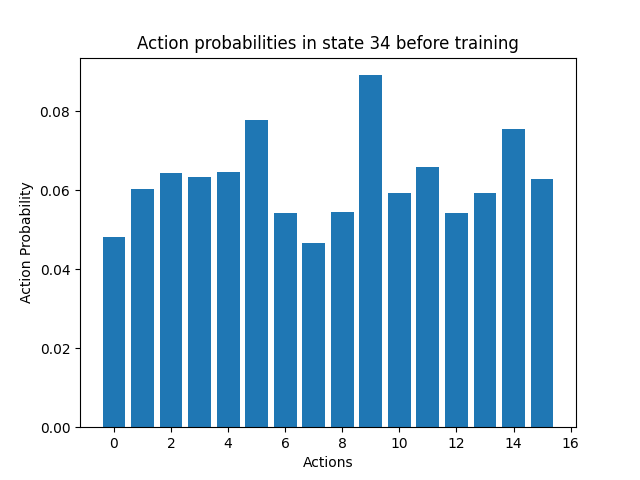 Action probabilities in state 34 before training
Action Probability
0.08
0.06
0.04
0.02
0.00
0 2 4 6 8 10 12 14 16
Actions